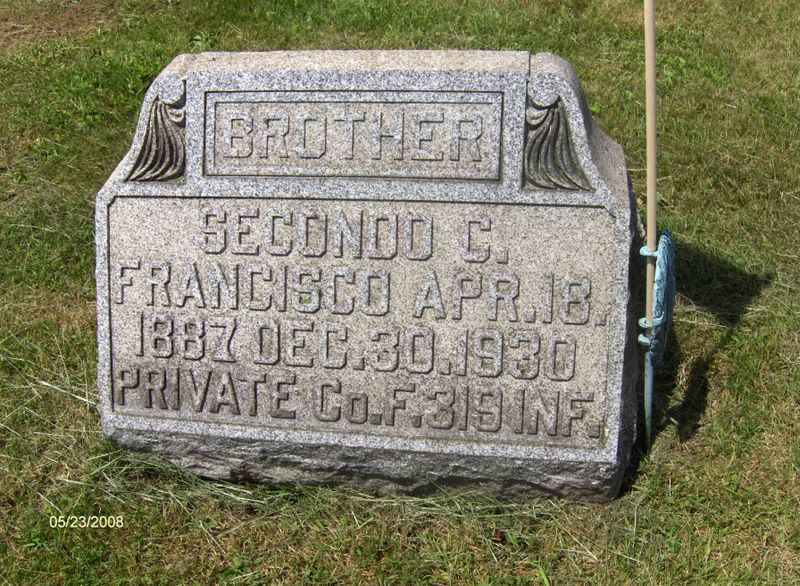 BROTHER
SECONDO C.
FRANCISCO APR.18,
1887 DEC.30.,1930
PRIVATE Co.F.319 INF.
05/23/2008